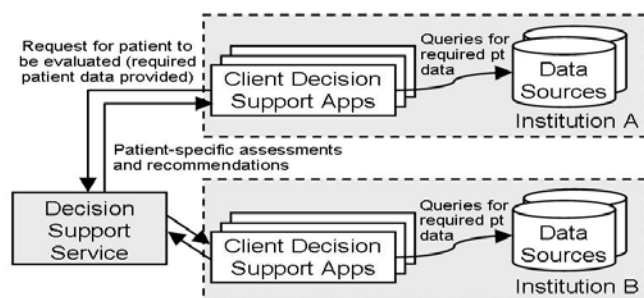 Request for patient to
be evaluated (required
patient data provided)
Queries for
required pt
data
Client Decision
Support Apps
Data
Sources
Institution A
Patient-specific assessments
and recommendations
Decision
Support
Service
Queries for
required pt
data
Client Decision
Support Apps
Data
Sources
Institution B